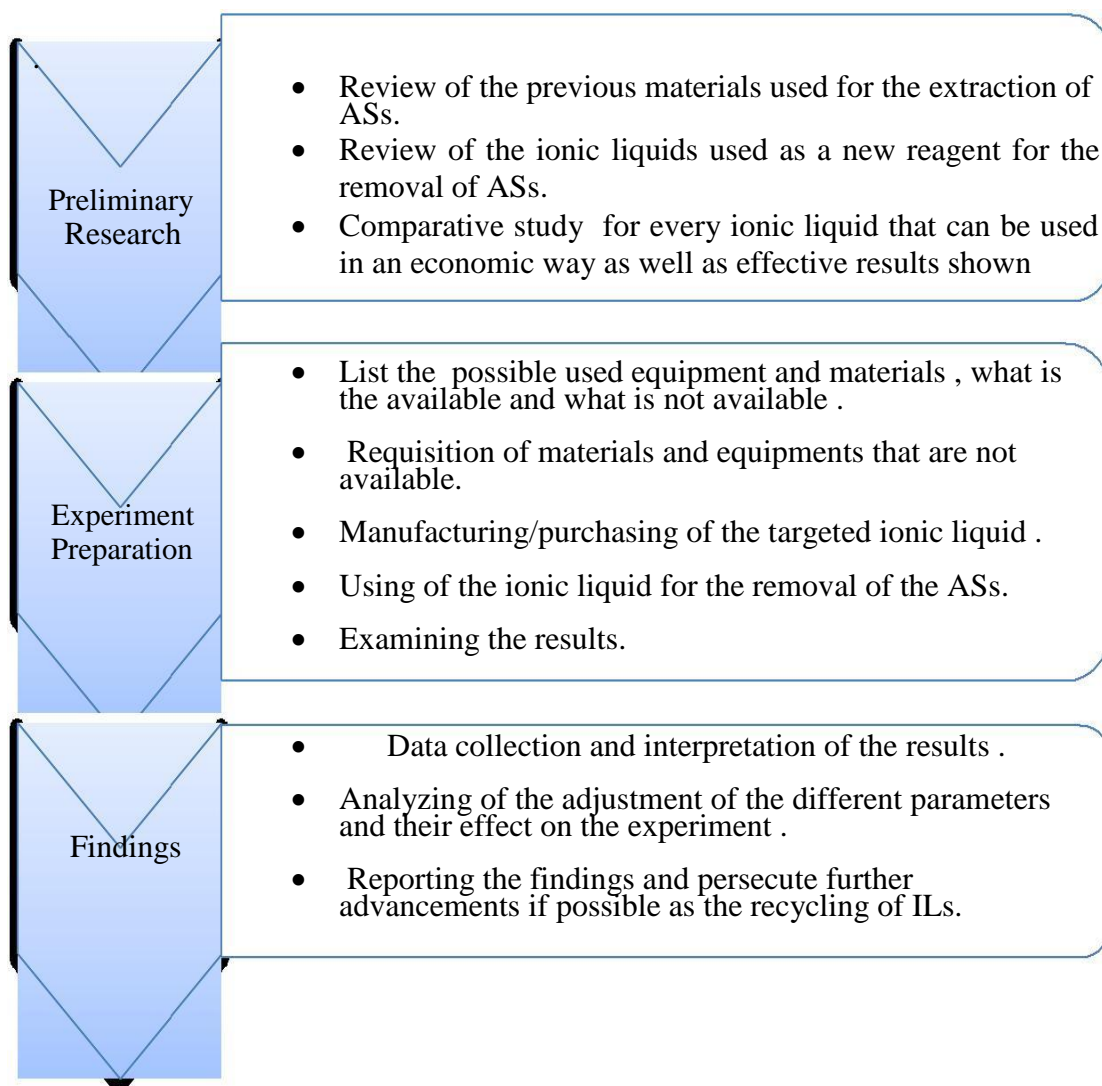 Preliminary
Research
• Review of the previous materials used for the extraction of
ASs.
• Review of the ionic liquids used as a new reagent for the
removal of ASs.
• Comparative study for every ionic liquid that can be used
in an economic way as well as effective results shown
Experiment
Preparation
• List the possible used equipment and materials , what is
the available and what is not available .
• Requisition of materials and equipments that are not
available.
• Manufacturing/purchasing of the targeted ionic liquid .
• Using of the ionic liquid for the removal of the ASs.
• Examining the results.
Findings
• Data collection and interpretation of the results .
• Analyzing of the adjustment of the different parameters
and their effect on the experiment .
• Reporting the findings and persecute further
advancements if possible as the recycling of ILs.